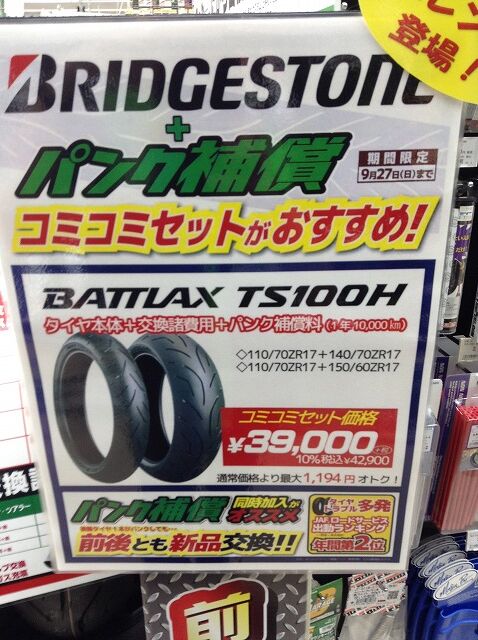 登場!
BRIDGESTONE
+
パンク補償
期間限定
9月27日(日)まで
コミコミセットがおすすめ!
BATTLAX TS100H
タイヤ本体+交換諸費用+パンク補償料(1年10,000km)
◇110/70ZR17+140/70ZR17
◇110/70ZR17+150/60ZR17
コミコミセット価格
¥39,000+税
10%税込¥42,900
通常価格より最大1,194円オトク!
パンク補償 同時加入がオススメ
前後とも新品交換!!
タイヤトラブル多発
JAFロードサービス
出動ランキング
年間第2位
前